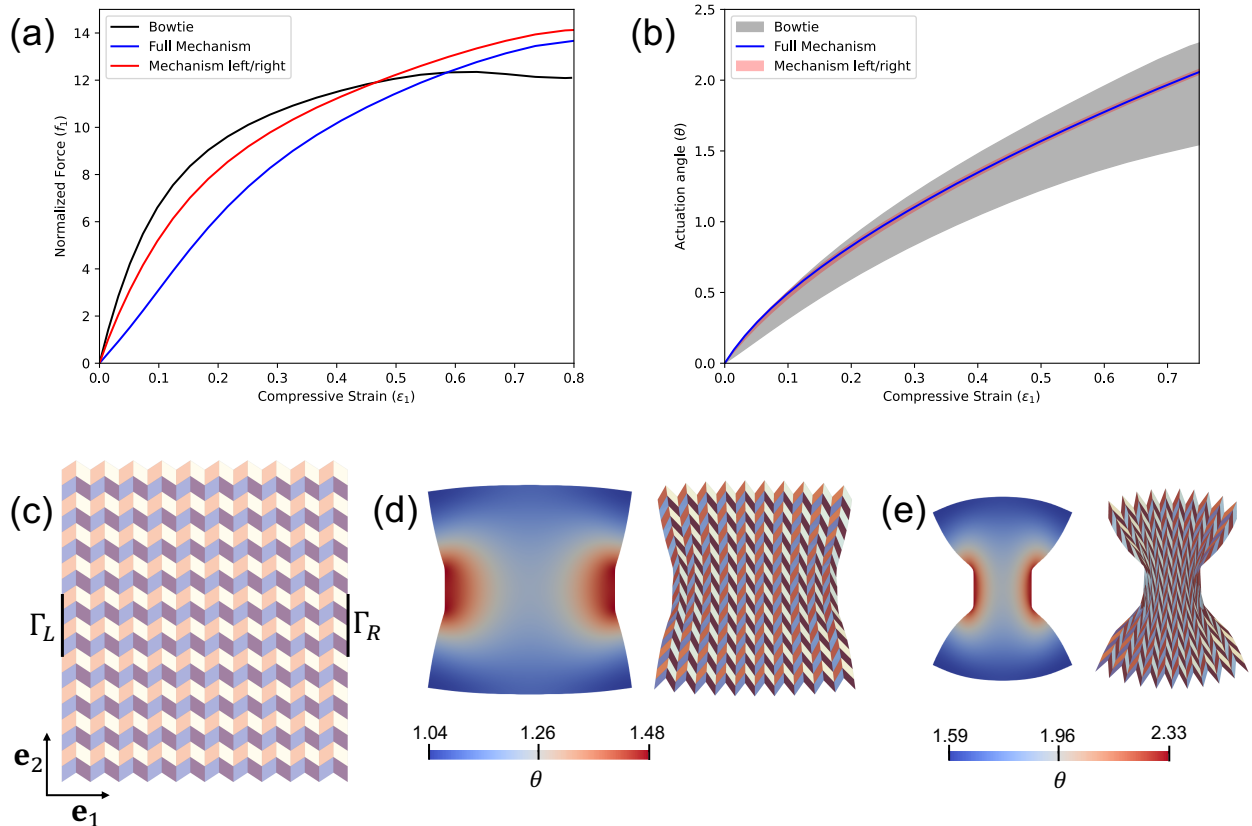 (a)
Bowtie
Full Mechanism
Mechanism left/right
Normalized Force (f₁)
0
2
4
6
8
10
12
14
0.0 0.1 0.2 0.3 0.4 0.5 0.6 0.7 0.8
Compressive Strain (ε₁)
(b)
Bowtie
Full Mechanism
Mechanism left/right
Actuation angle (θ)
0.0
0.5
1.0
1.5
2.0
2.5
0.0 0.1 0.2 0.3 0.4 0.5 0.6 0.7
Compressive Strain (ε₁)
(c)
Γ_L
Γ_R
e₂
e₁
(d)
1.04 1.26 1.48
θ
(e)
1.59 1.96 2.33
θ